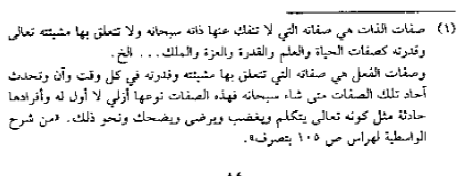 (١) صفات الذات هي صفاته التي لا تنفك عنها ذاته سبحانه ولا تتعلق بها مشيئته تعالى
وقدرته كصفات الحياة والعلم والقدرة والعزة والملك... الخ.
وصفات الفعل هي صفاته التي تتعلق بها مشيئته وقدرته في كل وقت وآن وتحدث
آحاد تلك الصفات متى شاء سبحانه فهذه الصفات نوعها أزلي لا أول له وأفرادها
حادثة مثل كونه تعالى يتكلم ويغضب ويرضى ويضحك ونحو ذلك. «من شرح
الواسطية لهراس ص ١٠٥ بتصرف».